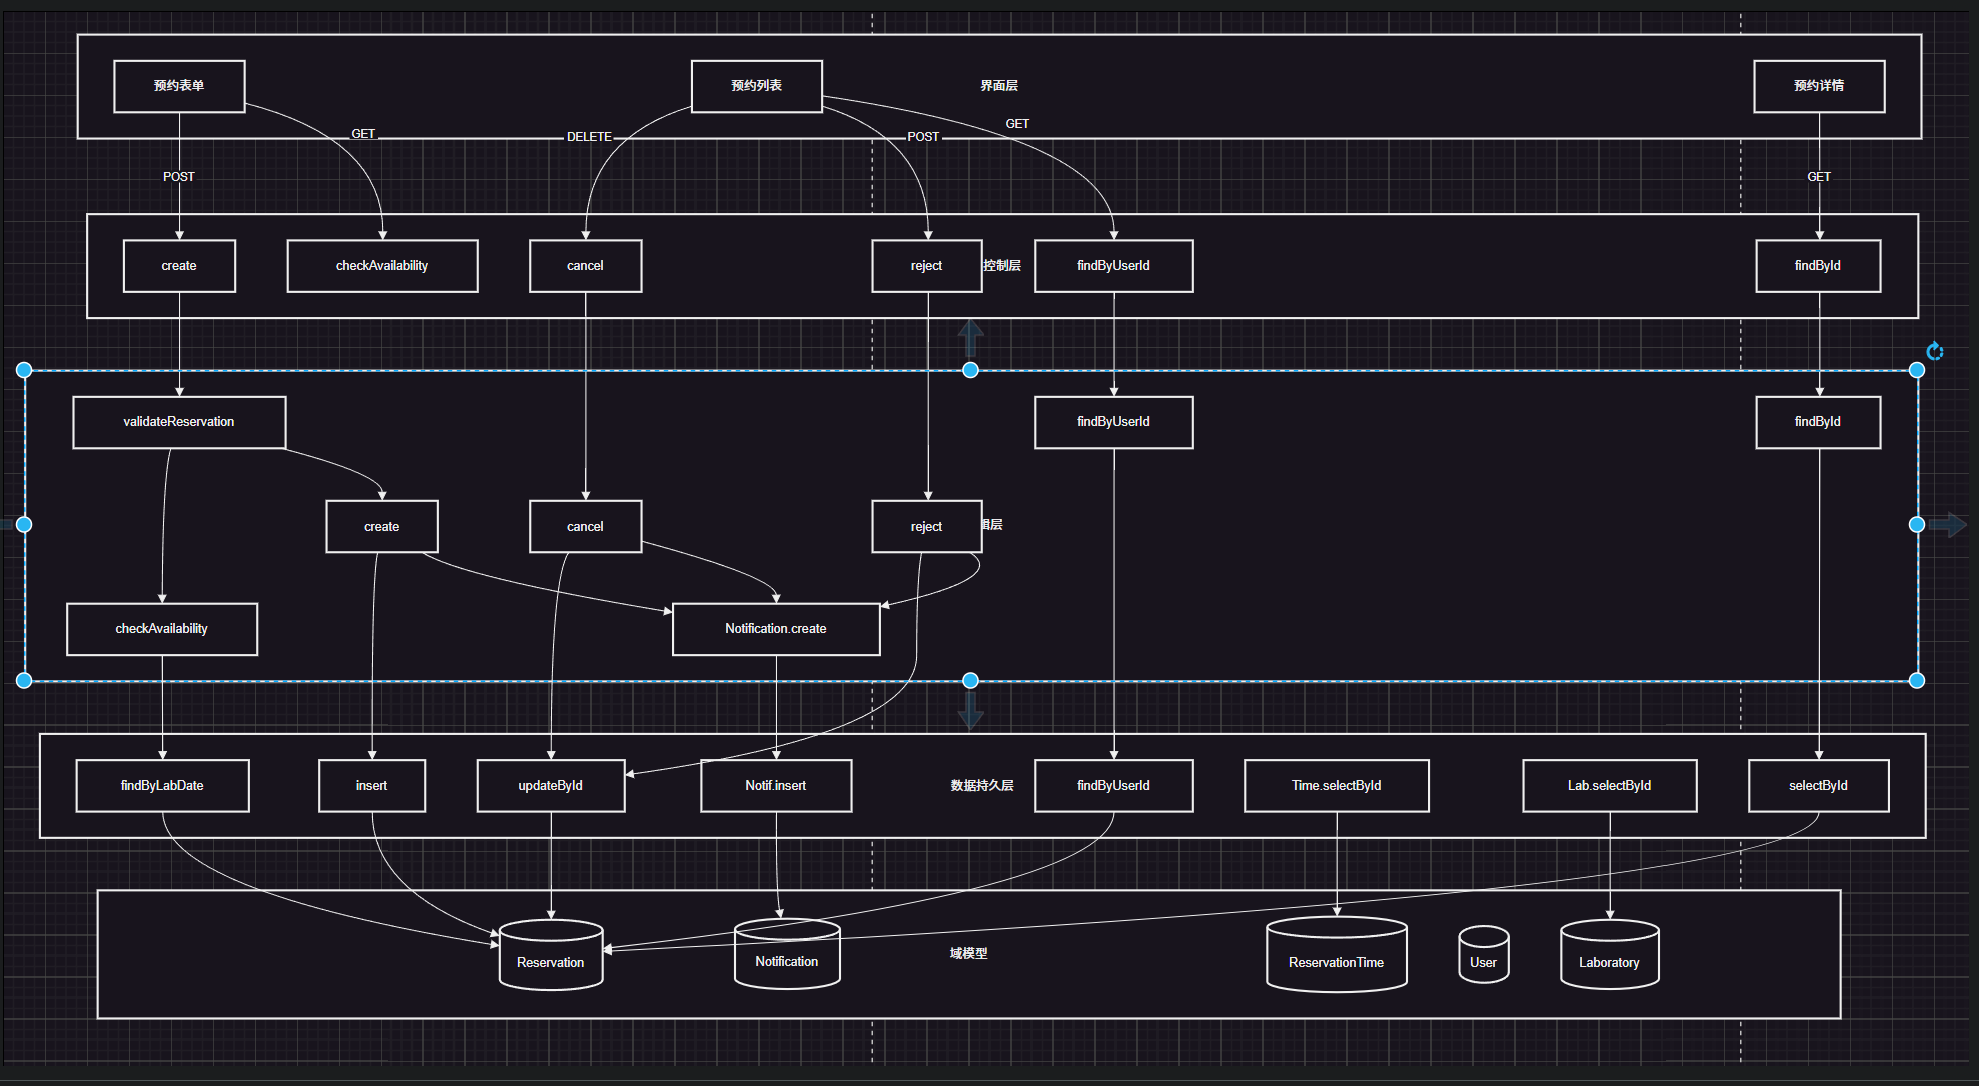 预约表单
预约列表
界面层
预约详情
GET
DELETE
POST
GET
POST
GET
create
checkAvailability
cancel
reject
控制层
findByUserId
findById
validateReservation
findByUserId
findById
create
cancel
reject
层
checkAvailability
Notification.create
findByLabDate
insert
updateById
Notif.insert
数据持久层
findByUserId
Time.selectById
Lab.selectById
selectById
域模型
Reservation
Notification
ReservationTime
User
Laboratory